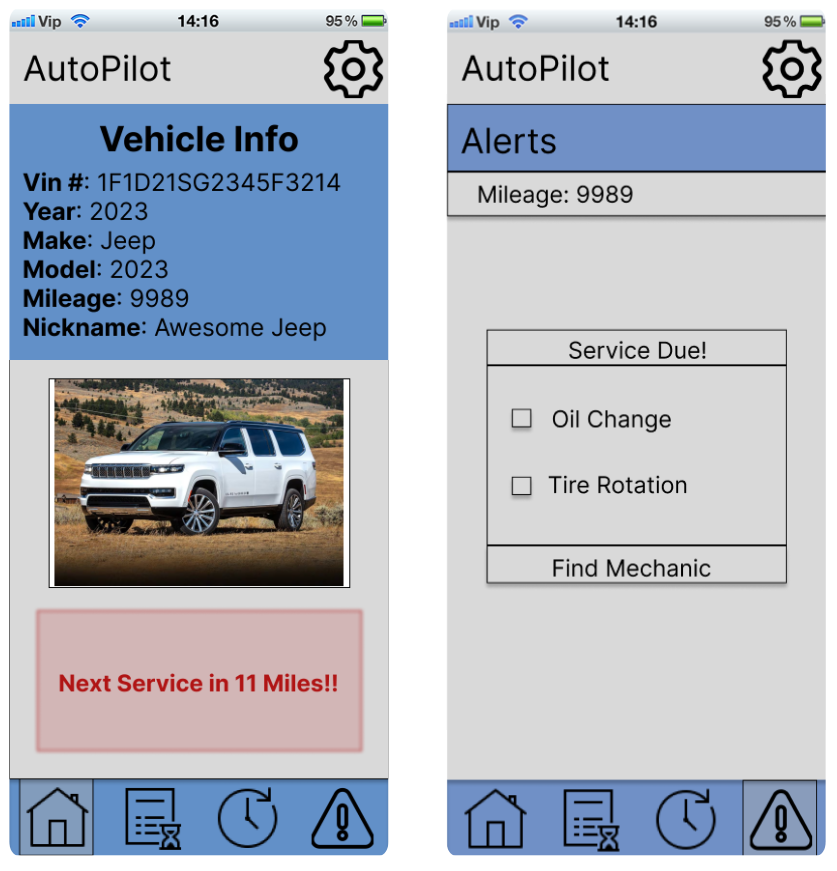 Vip 14:16 95%
AutoPilot
Vehicle Info
Vin #: 1F1D21SG2345F3214
Year: 2023
Make: Jeep
Model: 2023
Mileage: 9989
Nickname: Awesome Jeep
Next Service in 11 Miles!!
Vip 14:16 95%
AutoPilot
Alerts
Mileage: 9989
Service Due!
Oil Change
Tire Rotation
Find Mechanic